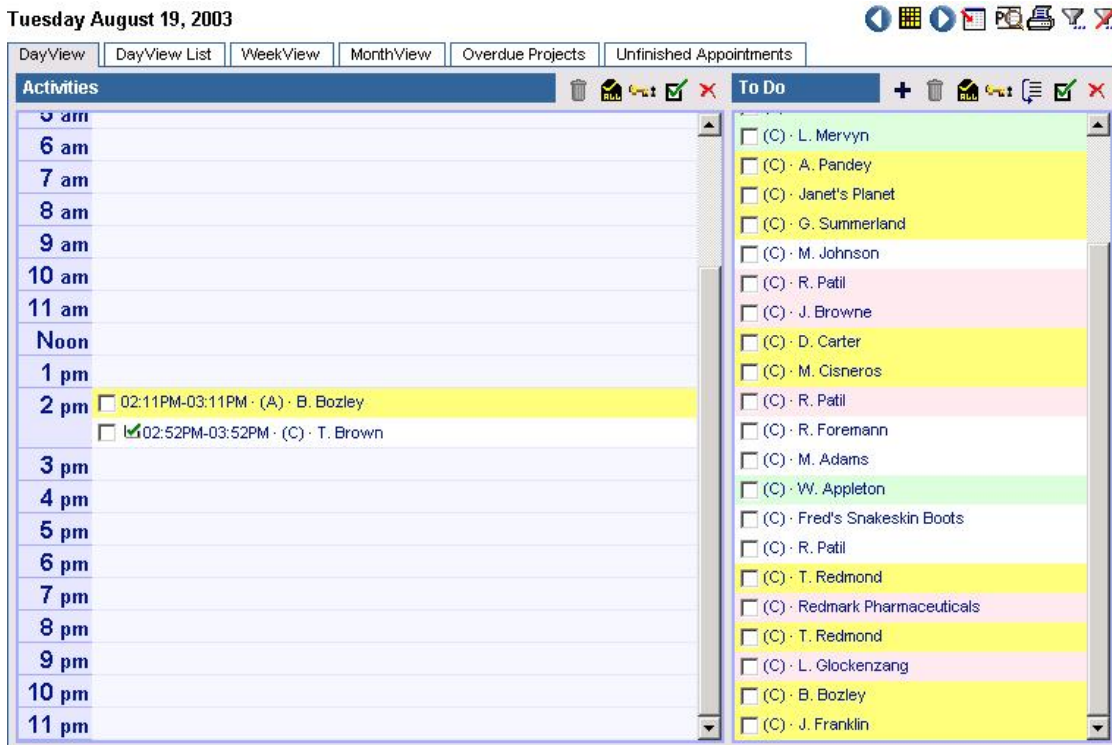 Tuesday August 19, 2003
DayView DayView List WeekView MonthView Overdue Projects Unfinished Appointments
Activities
6 am
7 am
8 am
9 am
10 am
11 am
Noon
1 pm
2 pm 02:11PM-03:11PM · (A) · B. Bozley
02:52PM-03:52PM · (C) · T. Brown
3 pm
4 pm
5 pm
6 pm
7 pm
8 pm
9 pm
10 pm
11 pm
To Do
(C) · L. Mervyn
(C) · A. Pandey
(C) · Janet's Planet
(C) · G. Summerland
(C) · M. Johnson
(C) · R. Patil
(C) · J. Browne
(C) · D. Carter
(C) · M. Cisneros
(C) · R. Patil
(C) · R. Foremann
(C) · M. Adams
(C) · W. Appleton
(C) · Fred's Snakeskin Boots
(C) · R. Patil
(C) · T. Redmond
(C) · Redmark Pharmaceuticals
(C) · T. Redmond
(C) · L. Glockenzang
(C) · B. Bozley
(C) · J. Franklin